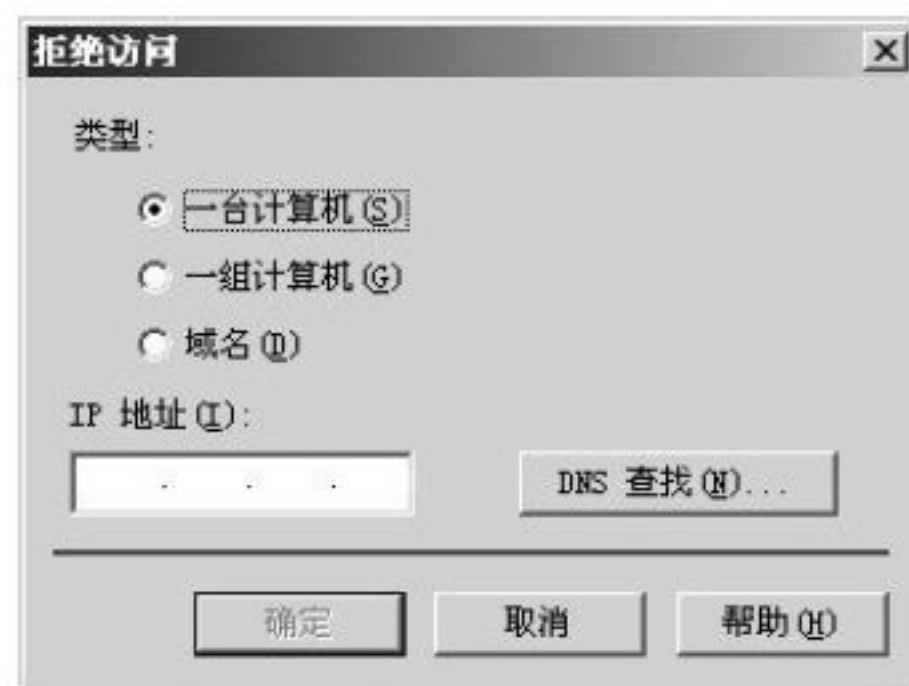 拒绝访问
类型:
一台计算机(S)
一组计算机(G)
域名(D)
IP 地址(I):
. . .
DNS 查找(N)...
确定 取消 帮助(H)